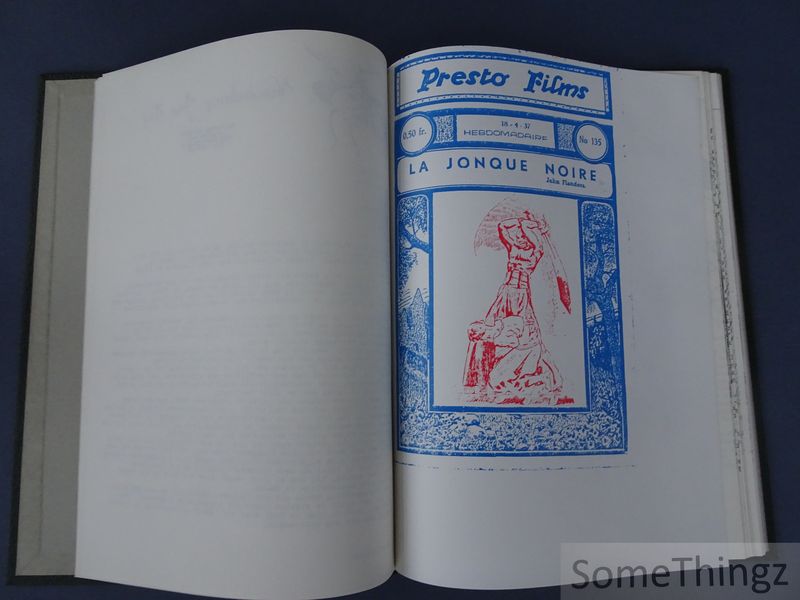 Presto Films
0,50 fr.
18-4-37
HEBDOMADAIRE
No 135
LA JONQUE NOIRE
John Flanders
SomeThingz